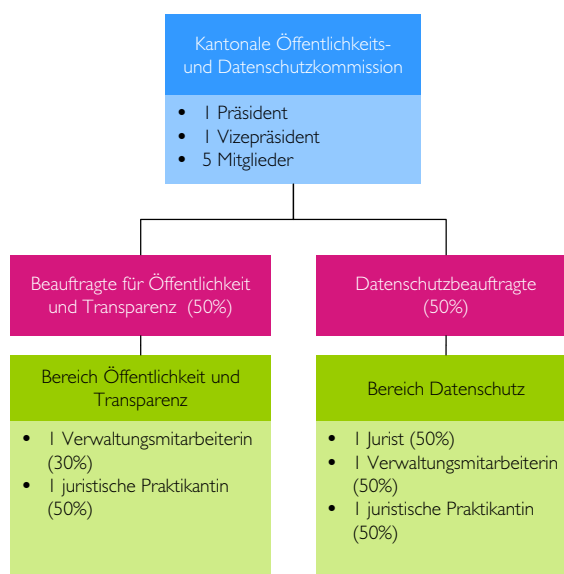 Kantonale Öffentlichkeits-
und Datenschutzkommission
• 1 Präsident
• 1 Vizepräsident
• 5 Mitglieder
Beauftragte für Öffentlichkeit
und Transparenz (50%)
Datenschutzbeauftragte
(50%)
Bereich Öffentlichkeit und
Transparenz
• 1 Verwaltungsmitarbeiterin
(30%)
• 1 juristische Praktikantin
(50%)
Bereich Datenschutz
• 1 Jurist (50%)
• 1 Verwaltungsmitarbeiterin
(50%)
• 1 juristische Praktikantin
(50%)